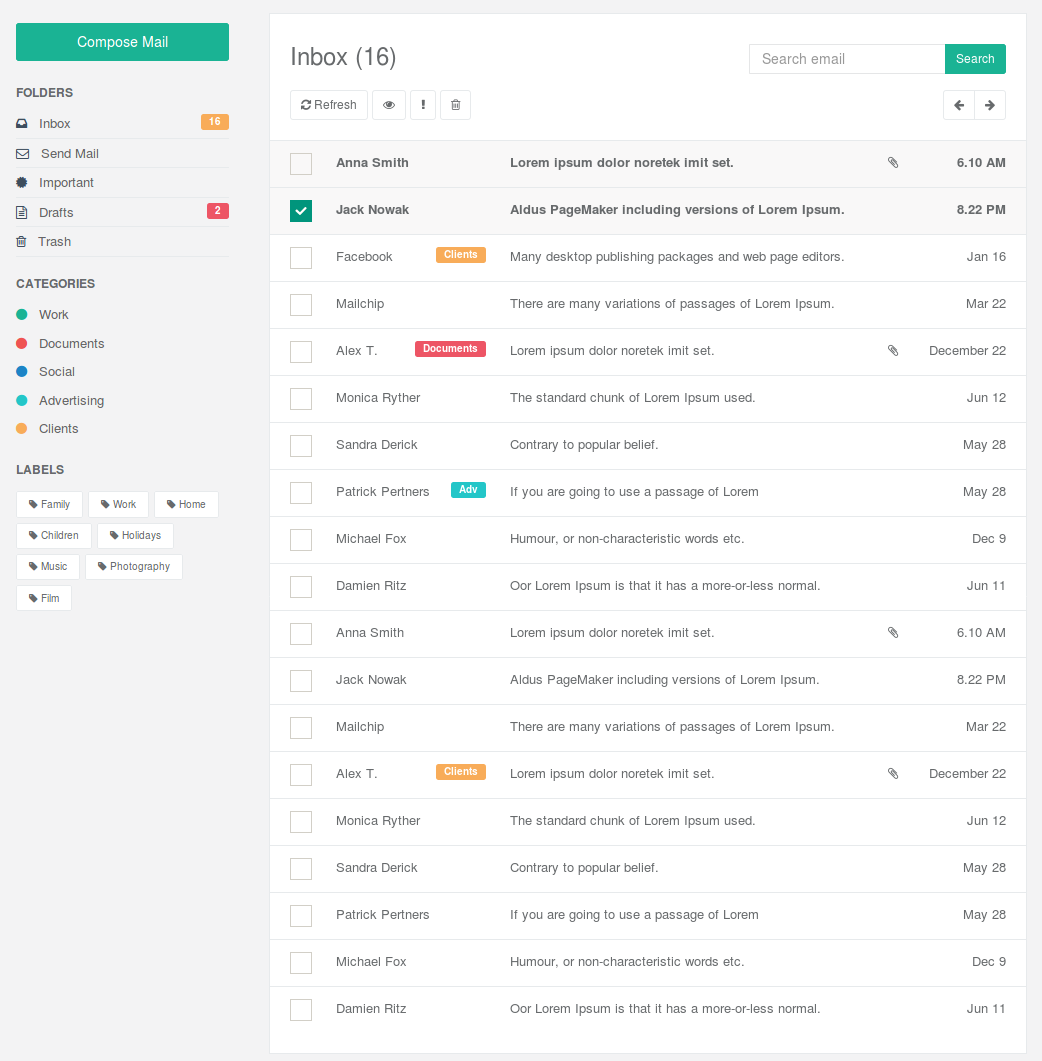 Compose Mail
FOLDERS
Inbox 16
Send Mail
Important
Drafts 2
Trash
CATEGORIES
Work
Documents
Social
Advertising
Clients
LABELS
Family Work Home
Children Holidays
Music Photography
Film
Inbox (16) Search email Search
Refresh
Anna Smith Lorem ipsum dolor noretek imit set. 6.10 AM
Jack Nowak Aldus PageMaker including versions of Lorem Ipsum. 8.22 PM
Facebook Clients Many desktop publishing packages and web page editors. Jan 16
Mailchip There are many variations of passages of Lorem Ipsum. Mar 22
Alex T. Documents Lorem ipsum dolor noretek imit set. December 22
Monica Ryther The standard chunk of Lorem Ipsum used. Jun 12
Sandra Derick Contrary to popular belief. May 28
Patrick Pertners Adv If you are going to use a passage of Lorem May 28
Michael Fox Humour, or non-characteristic words etc. Dec 9
Damien Ritz Oor Lorem Ipsum is that it has a more-or-less normal. Jun 11
Anna Smith Lorem ipsum dolor noretek imit set. 6.10 AM
Jack Nowak Aldus PageMaker including versions of Lorem Ipsum. 8.22 PM
Mailchip There are many variations of passages of Lorem Ipsum. Mar 22
Alex T. Clients Lorem ipsum dolor noretek imit set. December 22
Monica Ryther The standard chunk of Lorem Ipsum used. Jun 12
Sandra Derick Contrary to popular belief. May 28
Patrick Pertners If you are going to use a passage of Lorem May 28
Michael Fox Humour, or non-characteristic words etc. Dec 9
Damien Ritz Oor Lorem Ipsum is that it has a more-or-less normal. Jun 11